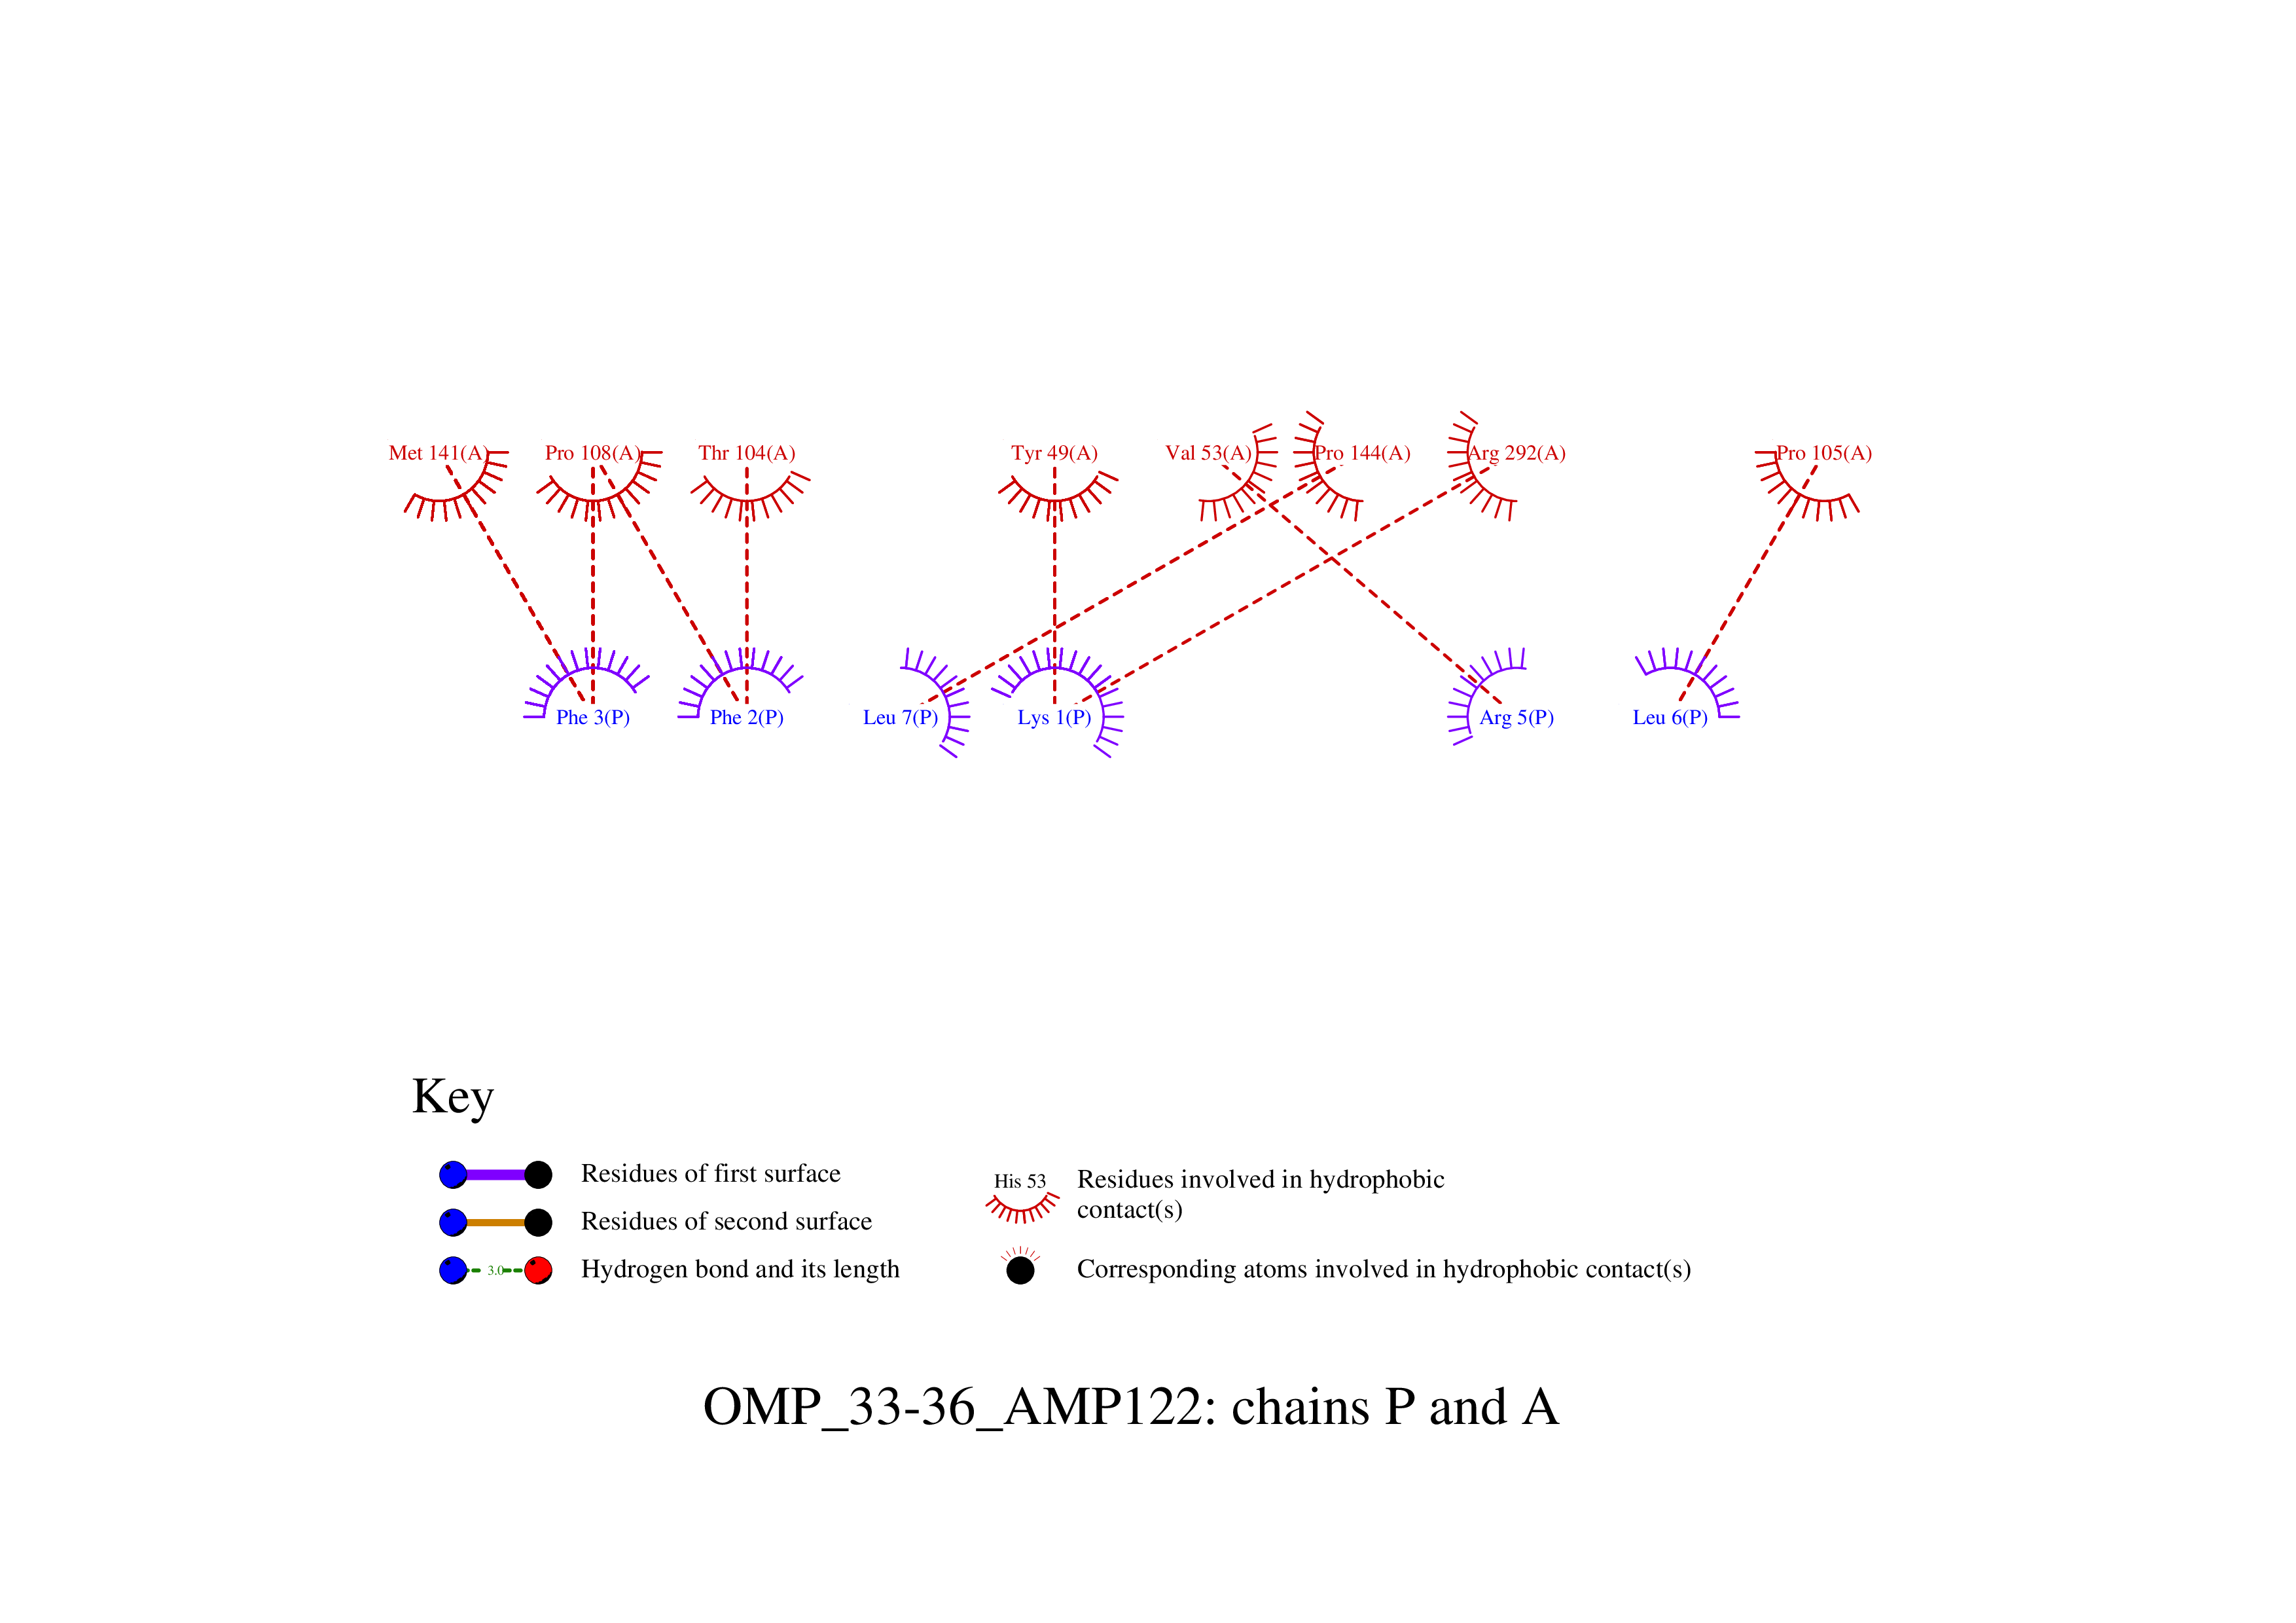 Met 141(A) Pro 108(A) Thr 104(A) Tyr 49(A) Val 53(A) Pro 144(A) Arg 292(A) Pro 105(A)
Phe 3(P) Phe 2(P) Leu 7(P) Lys 1(P) Arg 5(P) Leu 6(P)
Key
Residues of first surface
Residues of second surface
3.0 Hydrogen bond and its length
His 53 Residues involved in hydrophobic
contact(s)
Corresponding atoms involved in hydrophobic contact(s)
OMP_33-36_AMP122: chains P and A